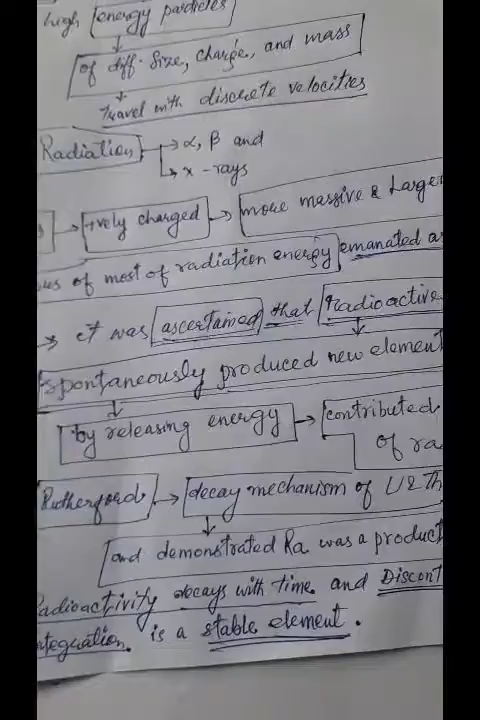 high energy particles
of diff. size, charge, and mass
travel with discrete velocities
Radiation → α, β and
→ x-rays
→ +vely charged → more massive & larger
of most of radiation energy emanated as
→ it was ascertained that radioactive
spontaneously produced new element
by releasing energy → contributed
of ra
Rutherford → decay mechanism of U & Th
and demonstrated Ra was a product
Radioactivity decays with time and Discont
ntegration is a stable element.